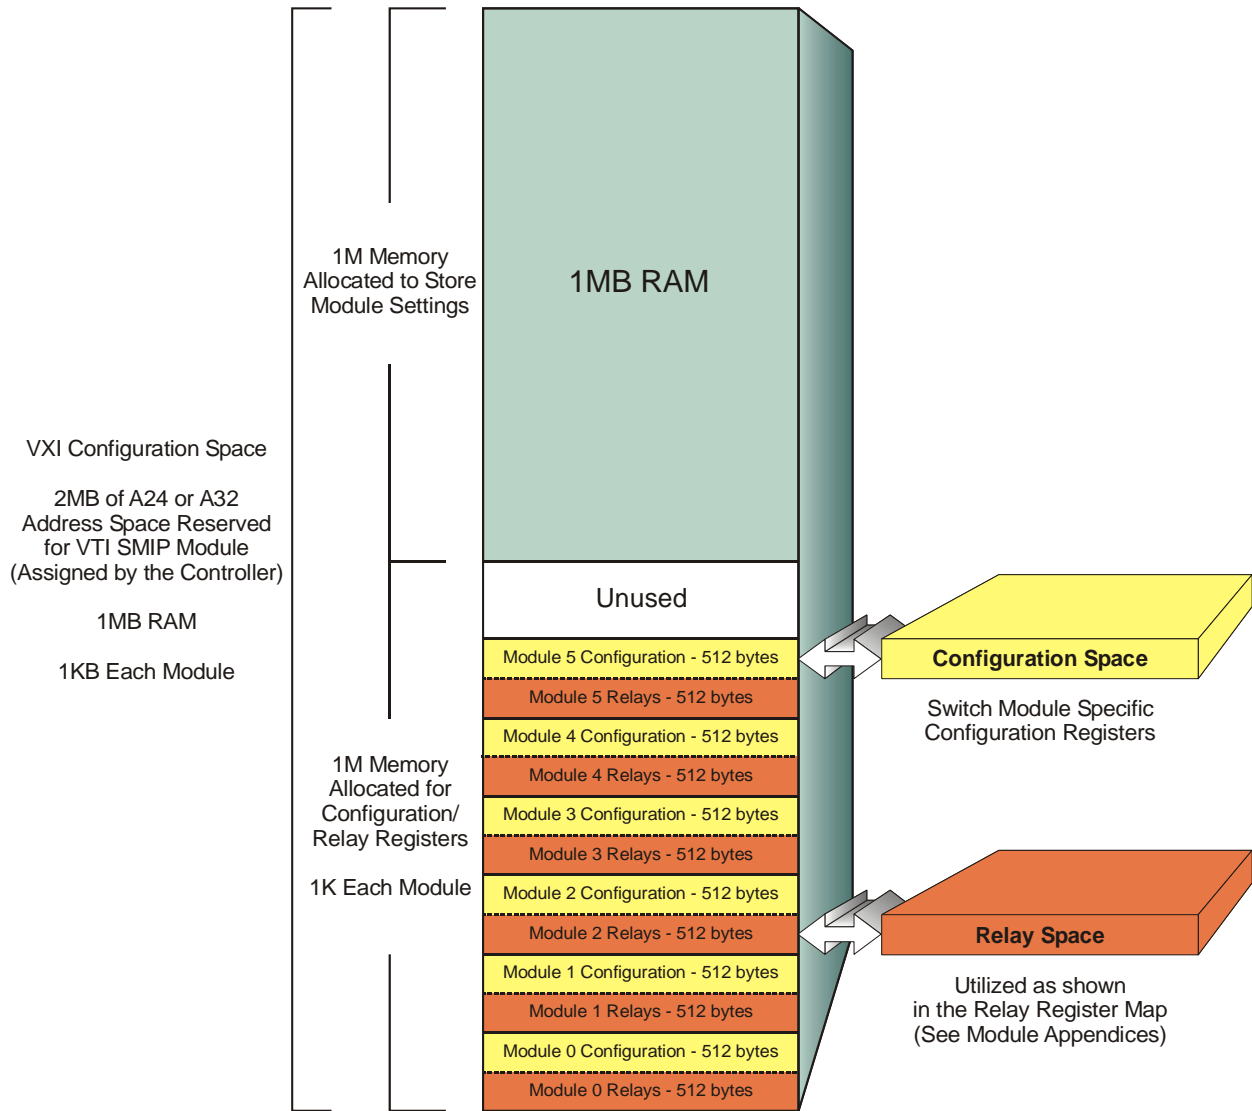 VXI Configuration Space
2MB of A24 or A32
Address Space Reserved
for VTI SMIP Module
(Assigned by the Controller)
1MB RAM
1KB Each Module
1M Memory
Allocated to Store
Module Settings
1M Memory
Allocated for
Configuration/
Relay Registers
1K Each Module
1MB RAM
Unused
Module 5 Configuration - 512 bytes
Module 5 Relays - 512 bytes
Module 4 Configuration - 512 bytes
Module 4 Relays - 512 bytes
Module 3 Configuration - 512 bytes
Module 3 Relays - 512 bytes
Module 2 Configuration - 512 bytes
Module 2 Relays - 512 bytes
Module 1 Configuration - 512 bytes
Module 1 Relays - 512 bytes
Module 0 Configuration - 512 bytes
Module 0 Relays - 512 bytes
Configuration Space
Switch Module Specific
Configuration Registers
Relay Space
Utilized as shown
in the Relay Register Map
(See Module Appendices)